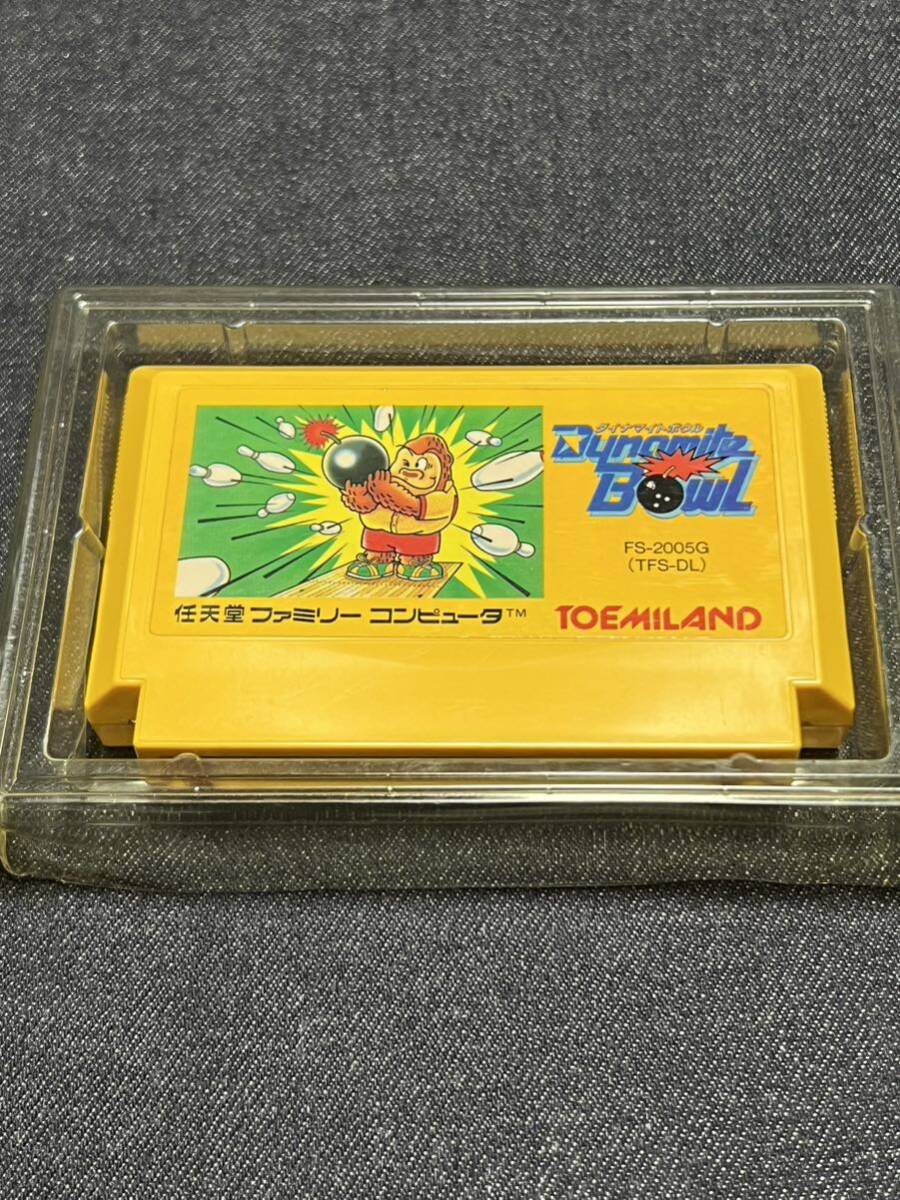 ダイナマイトボウル
Dynamite
Bowl
FS-2005G
(TFS-DL)
任天堂 ファミリー コンピュータ™
TOEMILAND